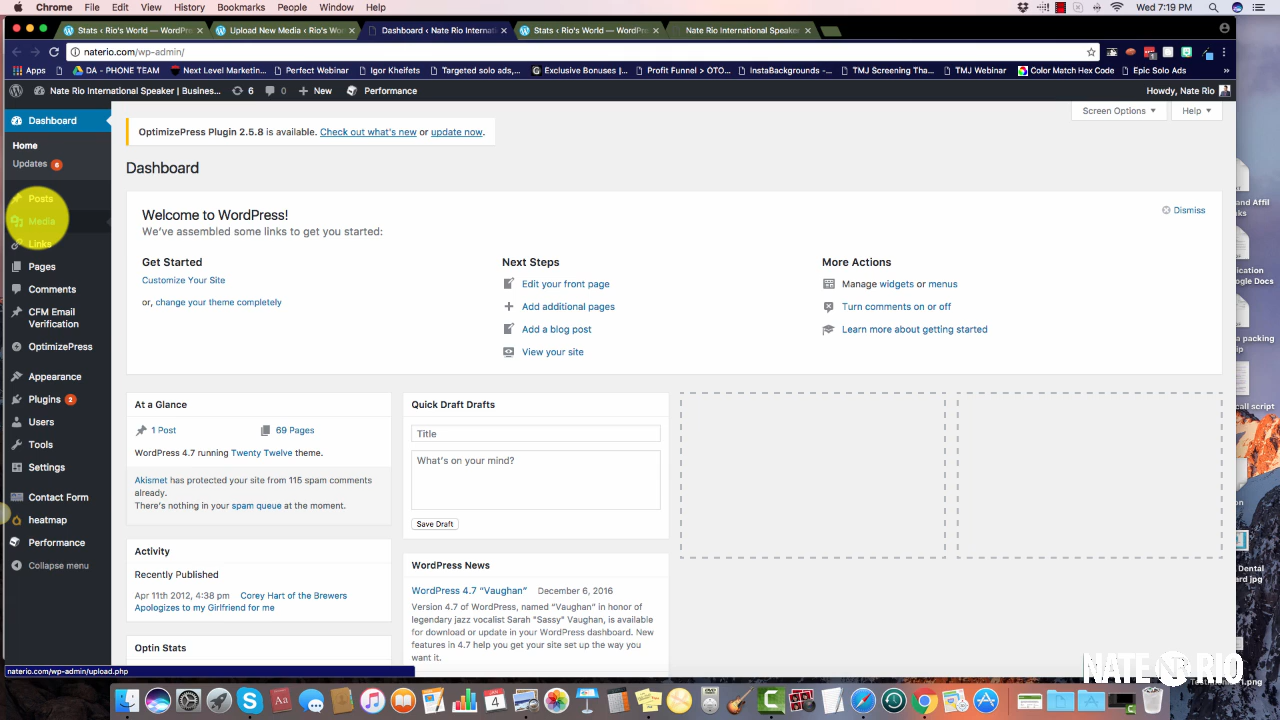 Chrome File Edit View History Bookmarks People Window Help Wed 7:19 PM
Stats ‹ Rio's World — WordPr Upload New Media ‹ Rio's Wo Dashboard ‹ Nate Rio Internati Stats ‹ Rio's World — WordPr Nate Rio International Speaker
naterio.com/wp-admin/
Apps DA - PHONE TEAM Next Level Marketing... Perfect Webinar Igor Kheifets Targeted solo ads,... Exclusive Bonuses |... Profit Funnel › OTO... InstaBackgrounds -... TMJ Screening Tha... TMJ Webinar Color Match Hex Code Epic Solo Ads »
Nate Rio International Speaker | Busines... 6 0 New Performance Howdy, Nate Rio
Dashboard
Home
Updates 6
Posts
Media
Links
Pages
Comments
CFM Email
Verification
OptimizePress
Appearance
Plugins 2
Users
Tools
Settings
Contact Form
heatmap
Performance
Collapse menu
Screen Options Help
OptimizePress Plugin 2.5.8 is available. Check out what's new or update now.
Dashboard
Welcome to WordPress!
Dismiss
We've assembled some links to get you started:
Get Started
Customize Your Site
or, change your theme completely
Next Steps
Edit your front page
Add additional pages
Add a blog post
View your site
More Actions
Manage widgets or menus
Turn comments on or off
Learn more about getting started
At a Glance
1 Post 69 Pages
WordPress 4.7 running Twenty Twelve theme.
Akismet has protected your site from 115 spam comments
already.
There's nothing in your spam queue at the moment.
Activity
Recently Published
Apr 11th 2012, 4:38 pm Corey Hart of the Brewers
Apologizes to my Girlfriend for me
Optin Stats
Quick Draft Drafts
Title
What's on your mind?
Save Draft
WordPress News
WordPress 4.7 "Vaughan" December 6, 2016
Version 4.7 of WordPress, named "Vaughan" in honor of
legendary jazz vocalist Sarah "Sassy" Vaughan, is available
for download or update in your WordPress dashboard. New
features in 4.7 help you get your site set up the way you
want it.
naterio.com/wp-admin/upload.php
and Affil
ication
oogle Docs
a packing
call script
Dental
ard jpg
NATE RIO